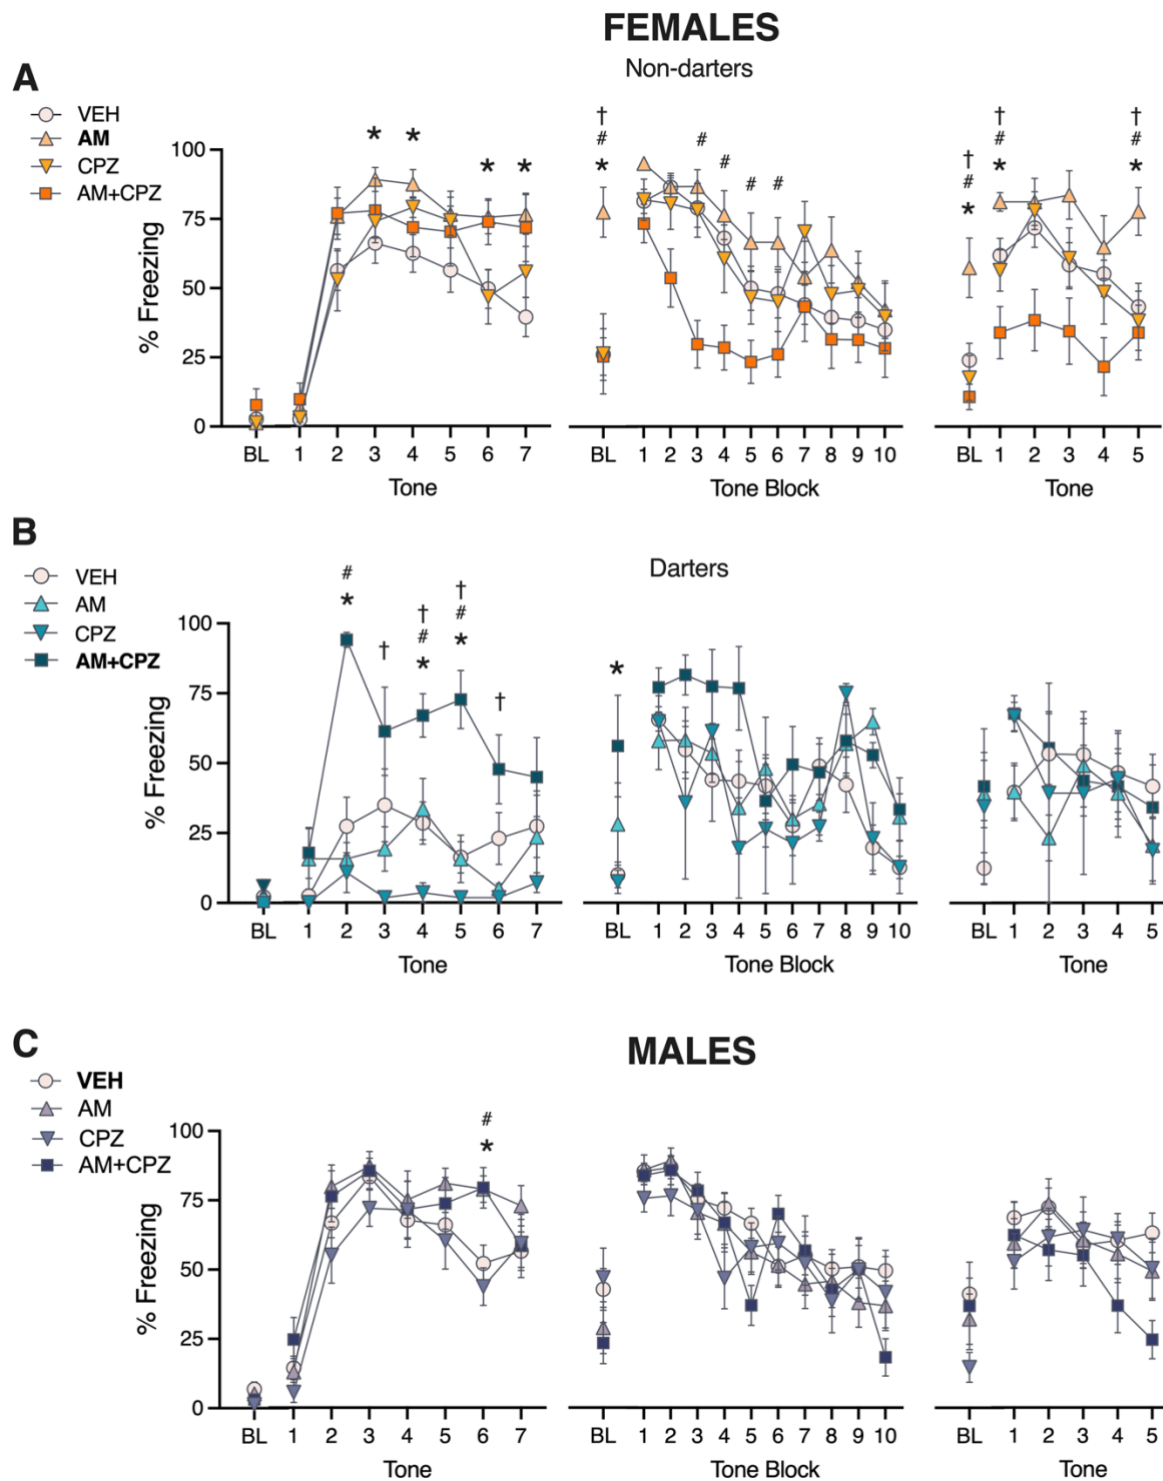 FEMALES
Non-darters
A
VEH
AM
CPZ
AM+CPZ
† † †
# # # † #
* * * * * # # * *
# # #
*
100
75
50
25
0
% Freezing
BL 1 2 3 4 5 6 7
BL 1 2 3 4 5 6 7 8 9 10
BL 1 2 3 4 5
Tone
Tone Block
Tone
B
Darters
VEH
AM
CPZ
AM+CPZ
# †
* † # #
† * * †
*
100
75
50
25
0
% Freezing
BL 1 2 3 4 5 6 7
BL 1 2 3 4 5 6 7 8 9 10
BL 1 2 3 4 5
Tone
Tone Block
Tone
C
MALES
VEH
AM
CPZ
AM+CPZ
#
*
100
75
50
25
0
% Freezing
BL 1 2 3 4 5 6 7
BL 1 2 3 4 5 6 7 8 9 10
BL 1 2 3 4 5
Tone
Tone Block
Tone